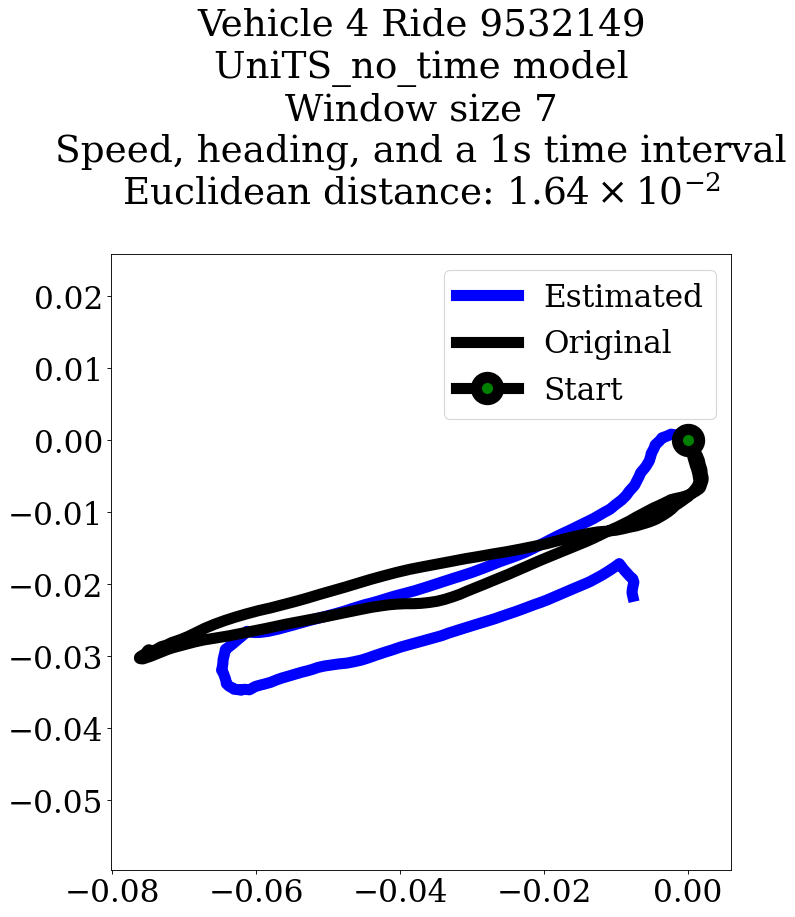 Vehicle 4 Ride 9532149
UniTS_no_time model
Window size 7
Speed, heading, and a 1s time interval
Euclidean distance: 1.64 × 10⁻²
Estimated
Original
Start
0.02
0.01
0.00
−0.01
−0.02
−0.03
−0.04
−0.05
−0.08 −0.06 −0.04 −0.02 0.00